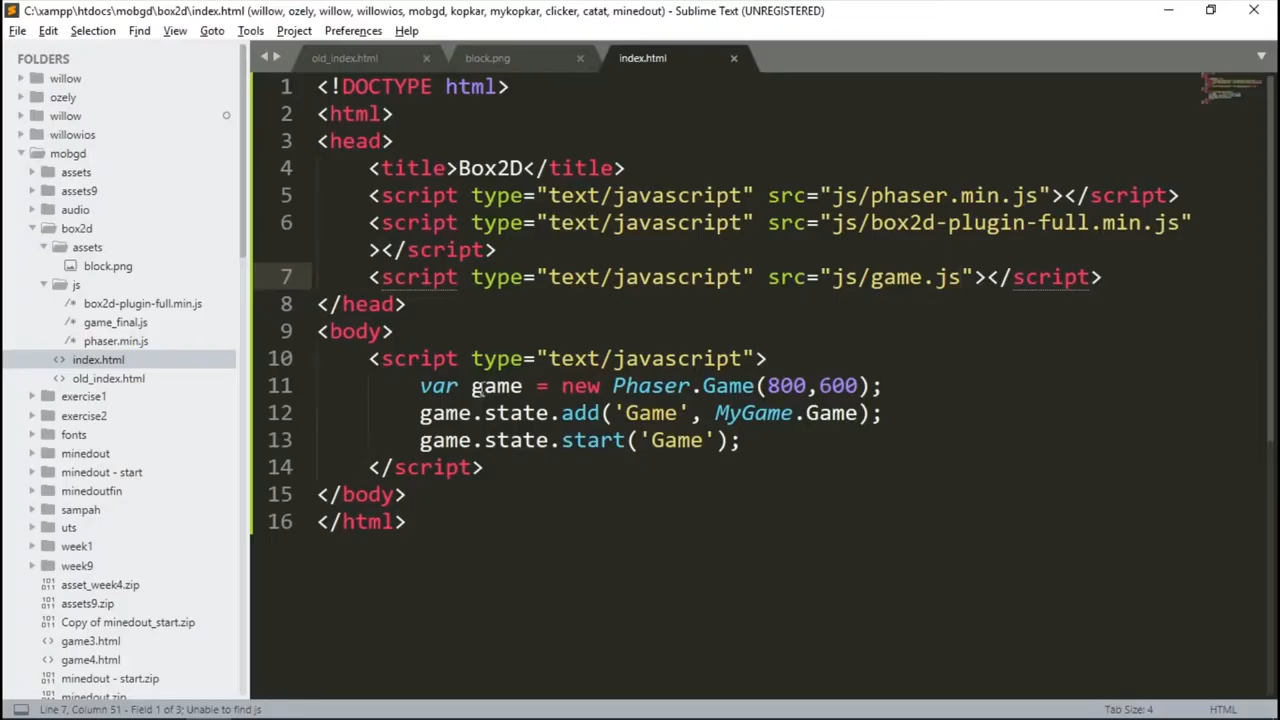 C:\xampp\htdocs\mobgd\box2d\index.html (willow, ozely, willow, willowios, mobgd, kopkar, mykopkar, clicker, catat, minedout) - Sublime Text (UNREGISTERED)
File Edit Selection Find View Goto Tools Project Preferences Help
FOLDERS
willow
ozely
willow
willowios
mobgd
assets
assets9
audio
box2d
assets
block.png
js
/* box2d-plugin-full.min.js
/* game_final.js
/* phaser.min.js
<> index.html
<> old_index.html
exercise1
exercise2
fonts
minedout
minedout - start
minedoutfin
sampah
uts
week1
week9
asset_week4.zip
assets9.zip
Copy of minedout_start.zip
<> game3.html
<> game4.html
minedout - start.zip
minedout.zip
old_index.html block.png index.html
1 <!DOCTYPE html>
2 <html>
3 <head>
4 <title>Box2D</title>
5 <script type="text/javascript" src="js/phaser.min.js"></script>
6 <script type="text/javascript" src="js/box2d-plugin-full.min.js"
></script>
7 <script type="text/javascript" src="js/game.js"></script>
8 </head>
9 <body>
10 <script type="text/javascript">
11 var game = new Phaser.Game(800,600);
12 game.state.add('Game', MyGame.Game);
13 game.state.start('Game');
14 </script>
15 </body>
16 </html>
Line 7, Column 51 - Field 1 of 3; Unable to find js
Tab Size: 4
HTML